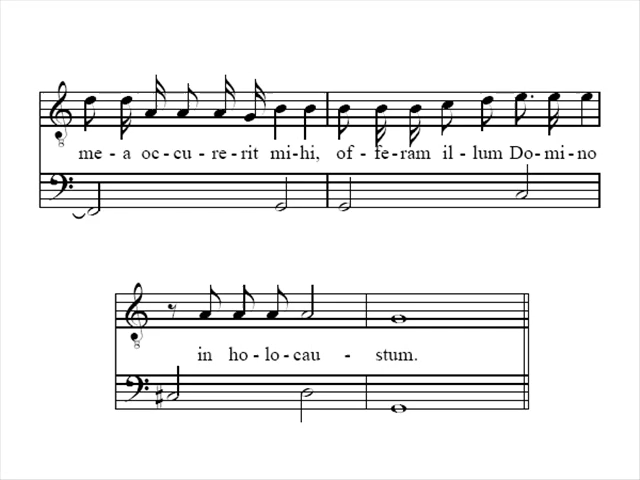 me - a oc - cu - re - rit mi - hi, of - fe - ram il - lum Do - mi - no
in ho - lo - cau - stum.